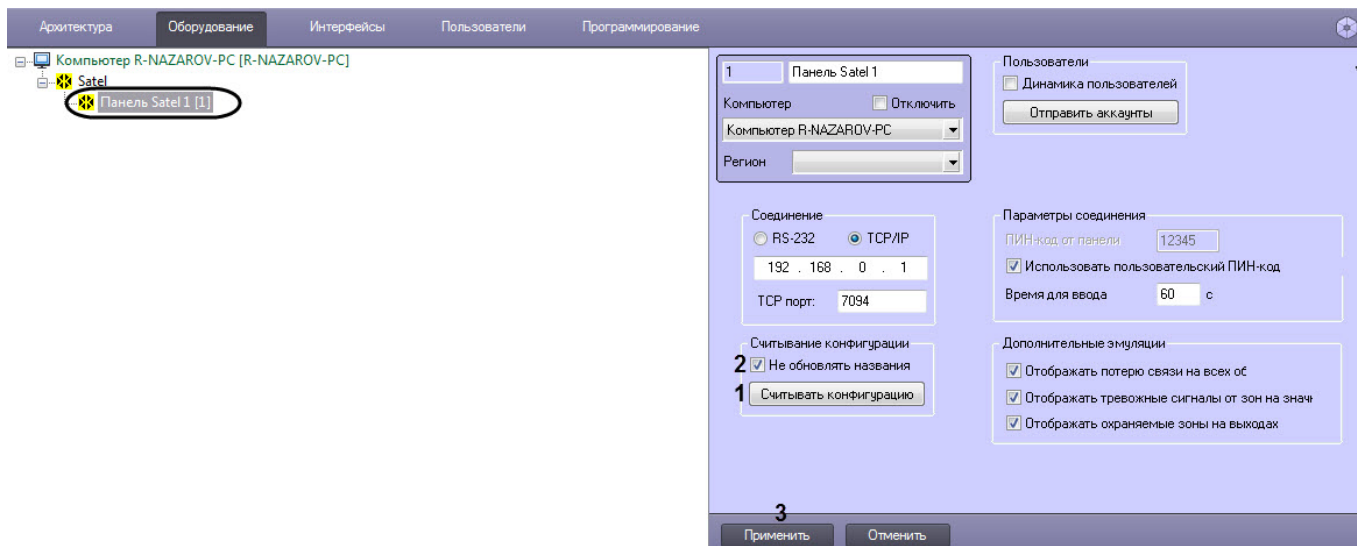 Архитектура Оборудование Интерфейсы Пользователи Программирование
Компьютер R-NAZAROV-PC [R-NAZAROV-PC]
Satel
Панель Satel 1 [1]
1 Панель Satel 1
Компьютер Отключить
Компьютер R-NAZAROV-PC
Регион
Пользователи
Динамика пользователей
Отправить аккаунты
Соединение
RS-232 TCP/IP
192 . 168 . 0 . 1
TCP порт: 7094
Параметры соединения
ПИН-код от панели 12345
Использовать пользовательский ПИН-код
Время для ввода 60 с
Считывание конфигурации
2 Не обновлять названия
1 Считывать конфигурацию
Дополнительные эмуляции
Отображать потерю связи на всех об
Отображать тревожные сигналы от зон на знач
Отображать охраняемые зоны на выходах
3
Применить Отменить